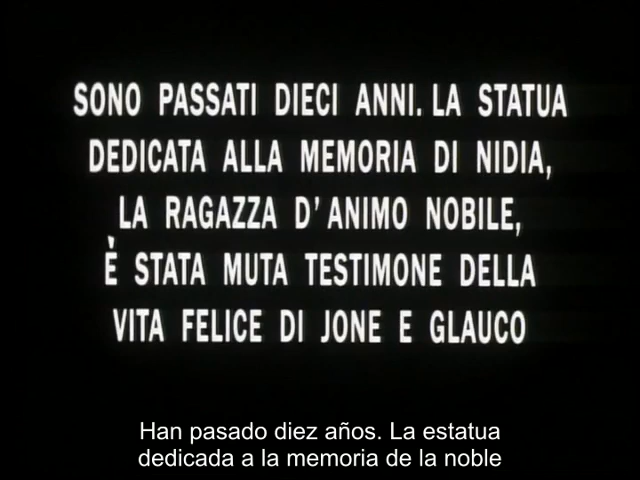 SONO PASSATI DIECI ANNI. LA STATUA
DEDICATA ALLA MEMORIA DI NIDIA,
LA RAGAZZA D'ANIMO NOBILE,
È STATA MUTA TESTIMONE DELLA
VITA FELICE DI JONE E GLAUCO
Han pasado diez años. La estatua
dedicada a la memoria de la noble